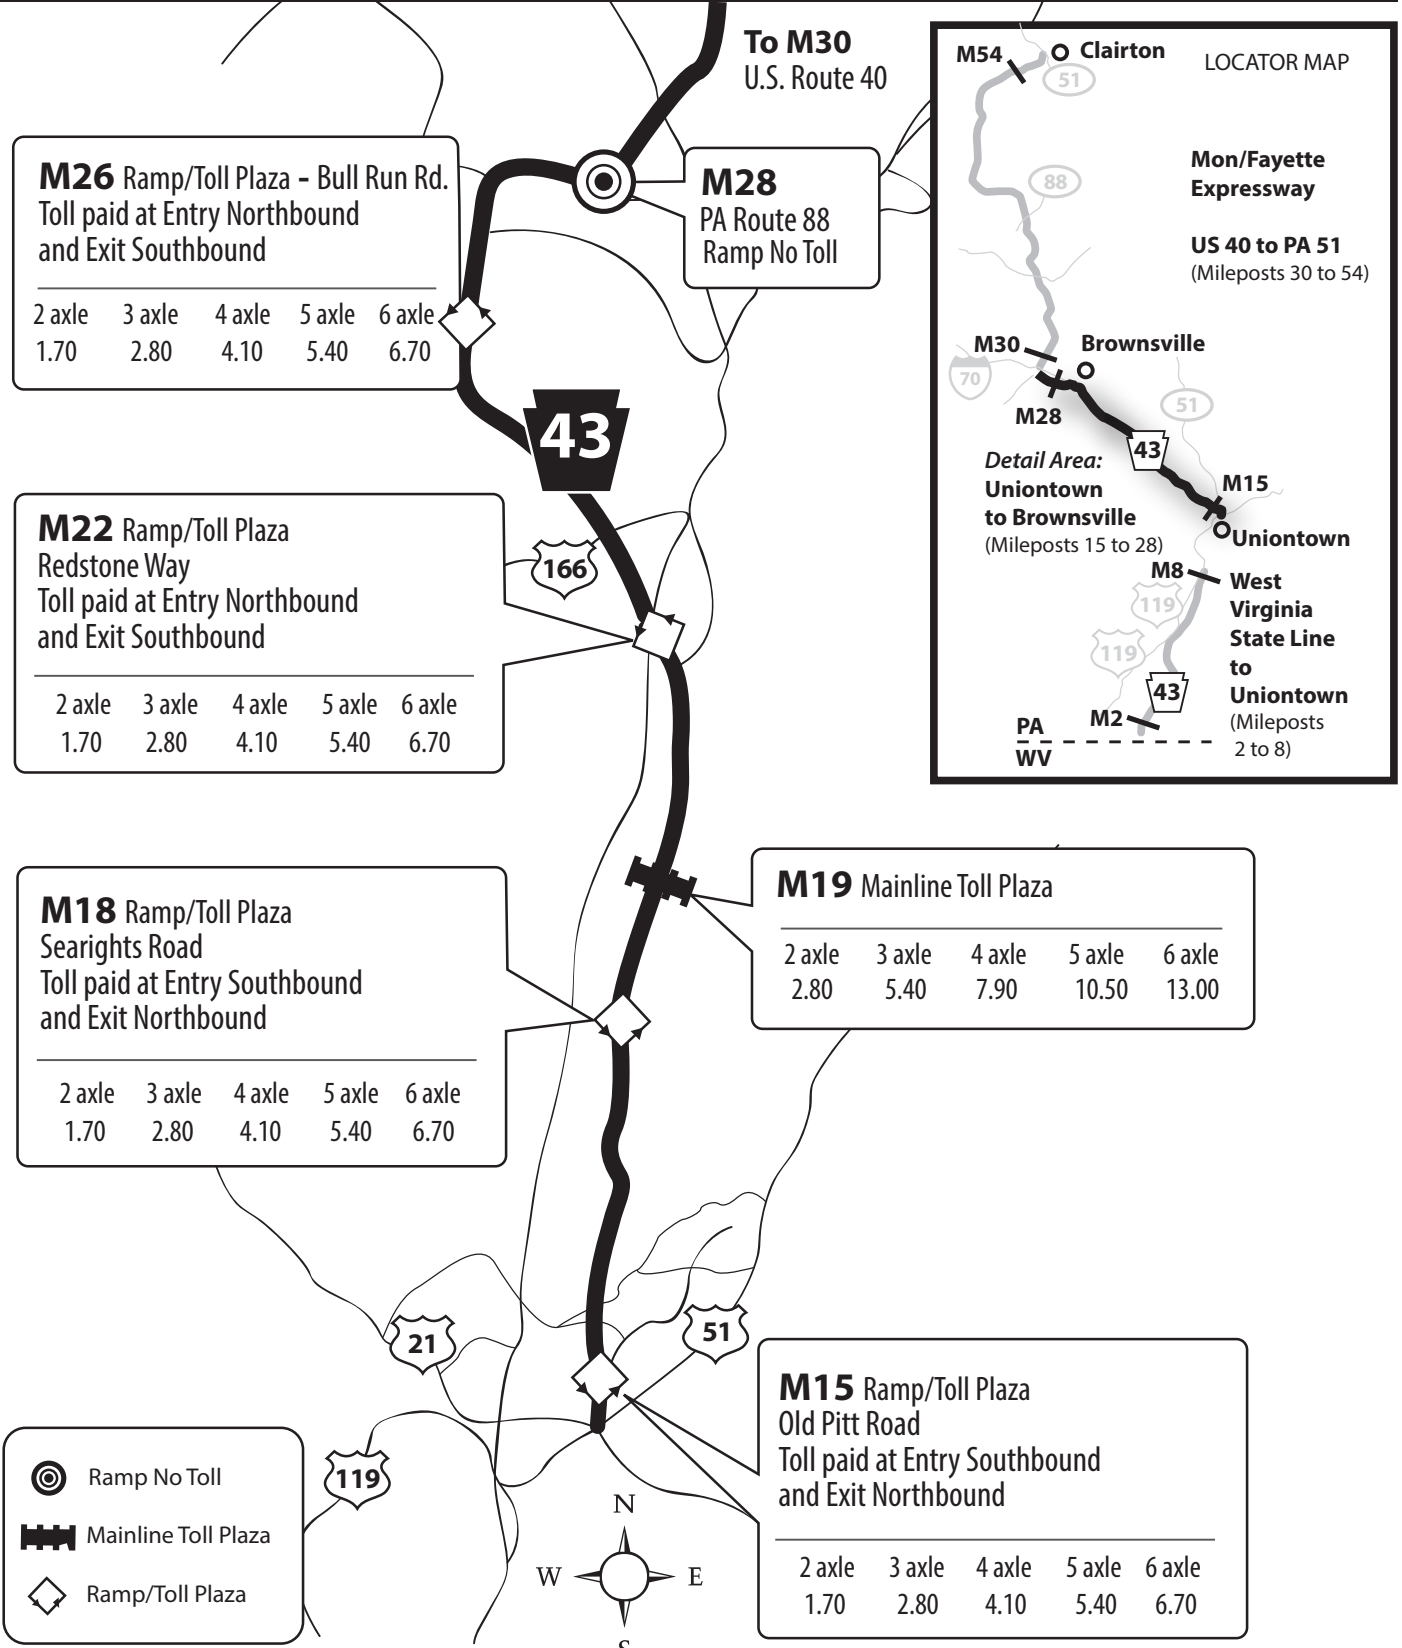 To M30
U.S. Route 40
M26 Ramp/Toll Plaza - Bull Run Rd.
Toll paid at Entry Northbound
and Exit Southbound
2 axle 3 axle 4 axle 5 axle 6 axle
1.70 2.80 4.10 5.40 6.70
M28
PA Route 88
Ramp No Toll
43
M22 Ramp/Toll Plaza
Redstone Way
Toll paid at Entry Northbound
and Exit Southbound
2 axle 3 axle 4 axle 5 axle 6 axle
1.70 2.80 4.10 5.40 6.70
166
M18 Ramp/Toll Plaza
Searights Road
Toll paid at Entry Southbound
and Exit Northbound
2 axle 3 axle 4 axle 5 axle 6 axle
1.70 2.80 4.10 5.40 6.70
M19 Mainline Toll Plaza
2 axle 3 axle 4 axle 5 axle 6 axle
2.80 5.40 7.90 10.50 13.00
21
51
119
M15 Ramp/Toll Plaza
Old Pitt Road
Toll paid at Entry Southbound
and Exit Northbound
2 axle 3 axle 4 axle 5 axle 6 axle
1.70 2.80 4.10 5.40 6.70
Ramp No Toll
Mainline Toll Plaza
Ramp/Toll Plaza
N
W E
S
LOCATOR MAP
M54
Clairton
51
Mon/Fayette
Expressway
88
US 40 to PA 51
(Mileposts 30 to 54)
M30
Brownsville
70
M28
51
43
Detail Area:
Uniontown
to Brownsville
(Mileposts 15 to 28)
M15
Uniontown
M8
West
Virginia
State Line
to
Uniontown
(Mileposts
2 to 8)
119
119
43
M2
PA
WV